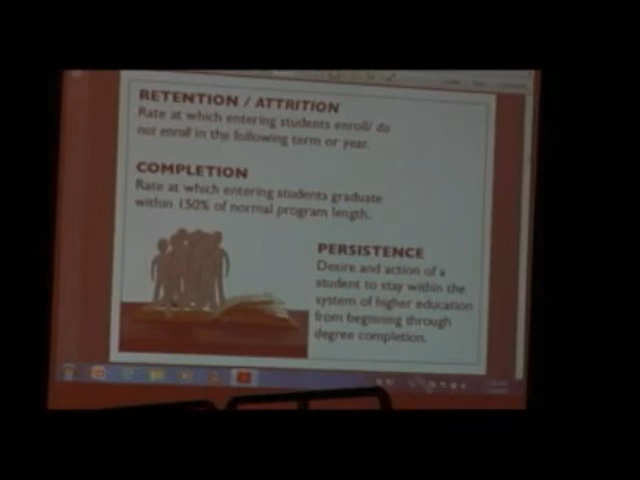 RETENTION / ATTRITION
Rate at which entering students enroll/ do
not enroll in the following term or year.
COMPLETION
Rate at which entering students graduate
within 150% of normal program length.
PERSISTENCE
Desire and action of a
student to stay within the
system of higher education
from beginning through
degree completion.